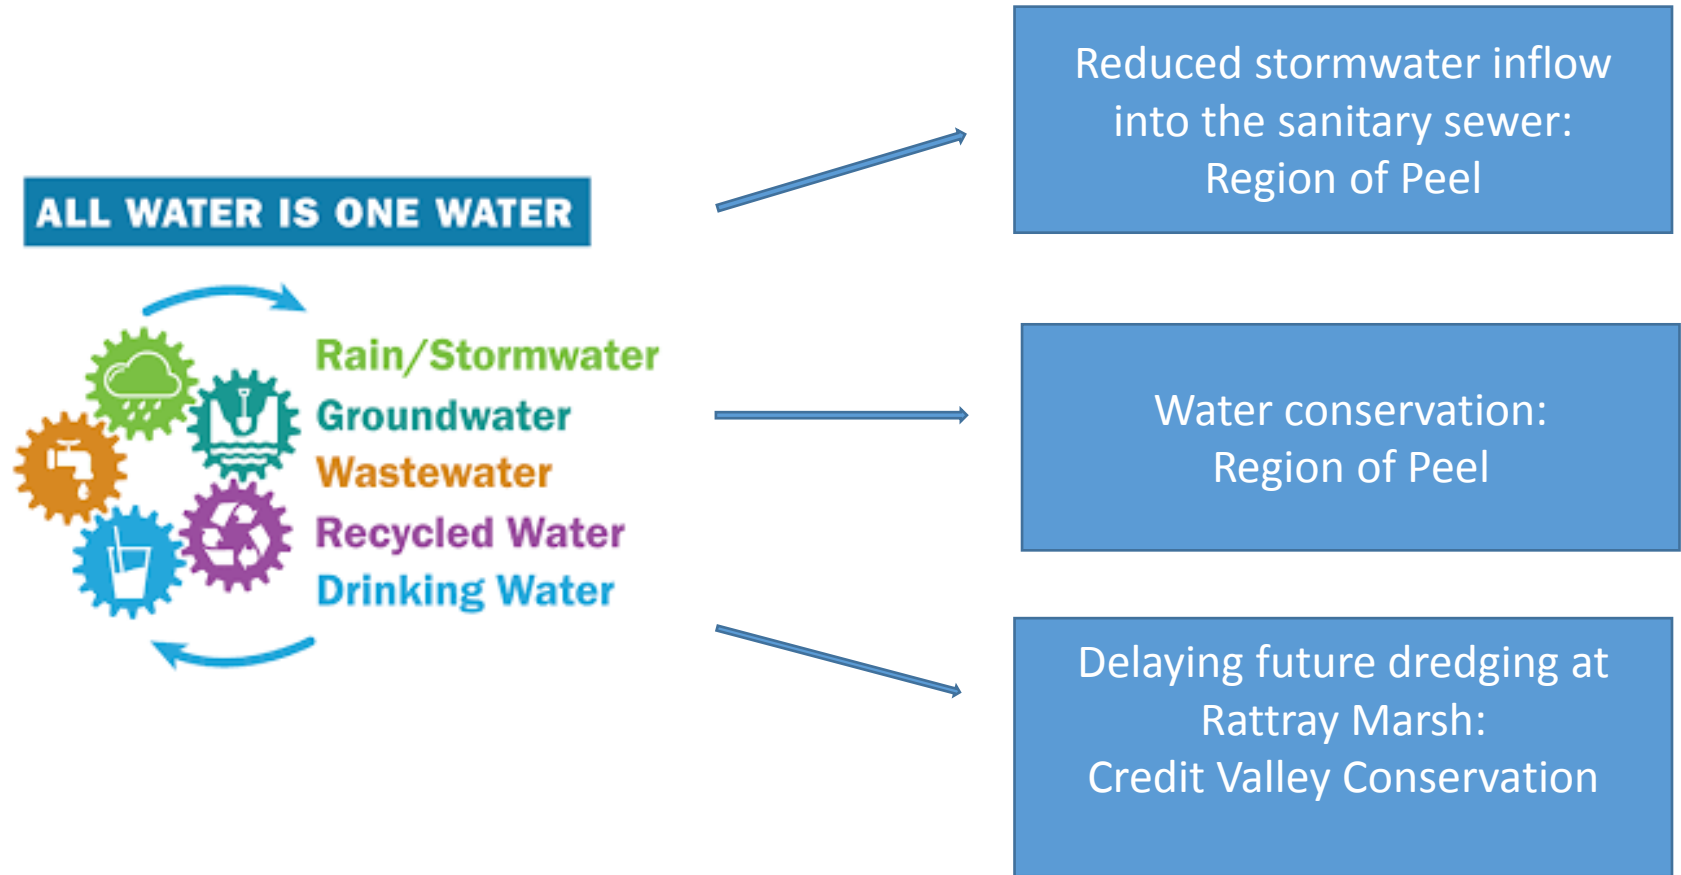 ALL WATER IS ONE WATER
Rain/Stormwater
Groundwater
Wastewater
Recycled Water
Drinking Water
Reduced stormwater inflow
into the sanitary sewer:
Region of Peel
Water conservation:
Region of Peel
Delaying future dredging at
Rattray Marsh:
Credit Valley Conservation